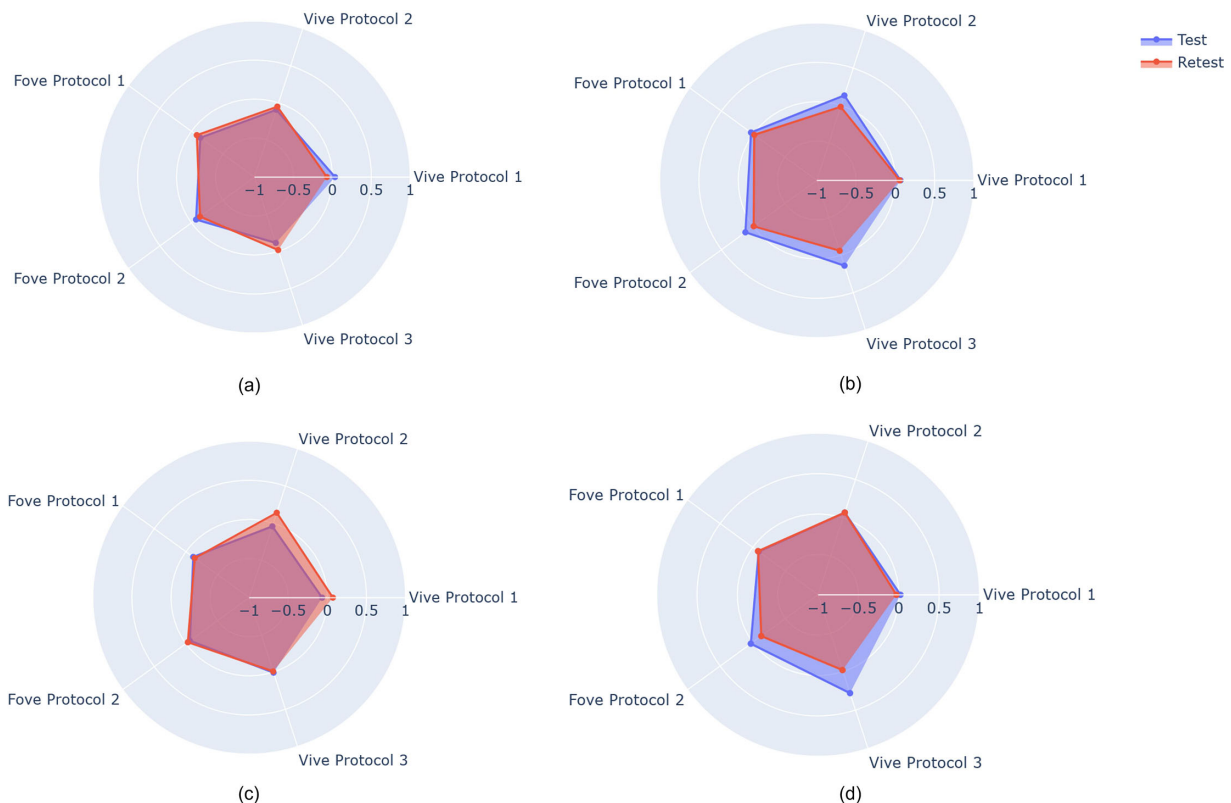 Vive Protocol 2
Fove Protocol 1
−1 −0.5 0 0.5 1
Vive Protocol 1
Fove Protocol 2
Vive Protocol 3
(a)
Vive Protocol 2
Fove Protocol 1
−1 −0.5 0 0.5 1
Vive Protocol 1
Fove Protocol 2
Vive Protocol 3
(b)
Test
Retest
Vive Protocol 2
Fove Protocol 1
−1 −0.5 0 0.5 1
Vive Protocol 1
Fove Protocol 2
Vive Protocol 3
(c)
Vive Protocol 2
Fove Protocol 1
−1 −0.5 0 0.5 1
Vive Protocol 1
Fove Protocol 2
Vive Protocol 3
(d)